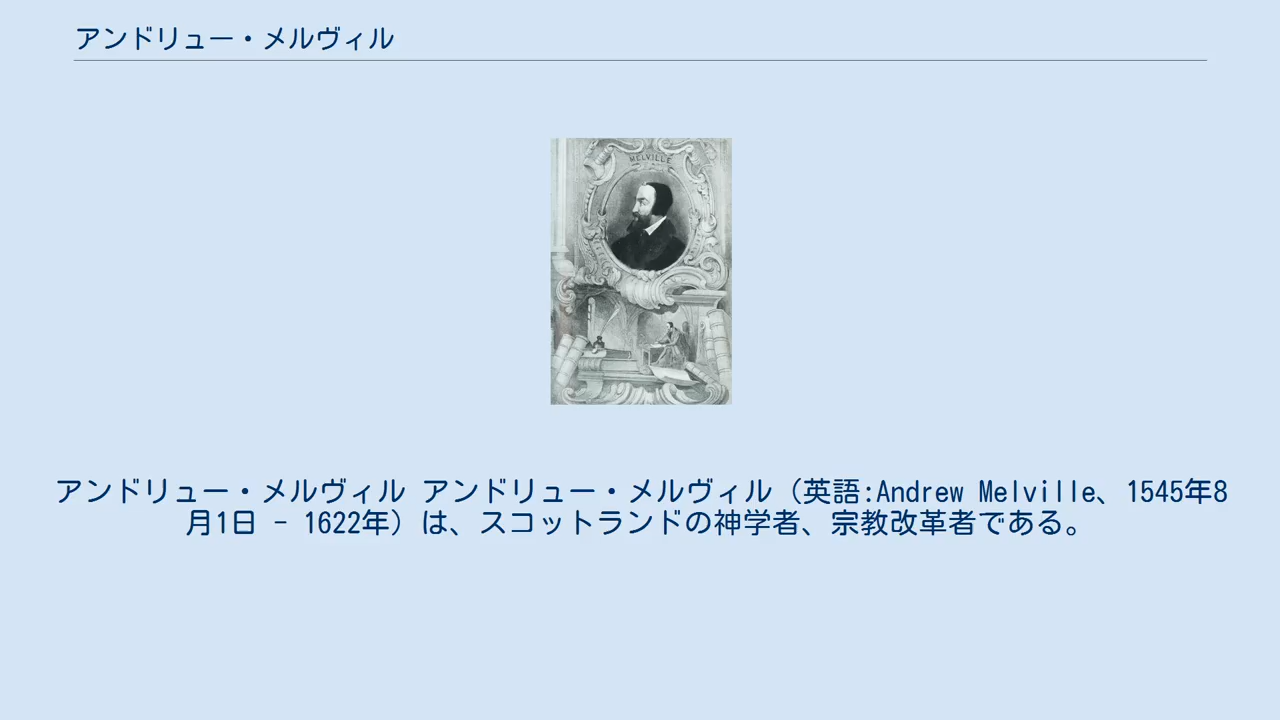 アンドリュー・メルヴィル
MELVILLE
アンドリュー・メルヴィル アンドリュー・メルヴィル（英語:Andrew Melville、1545年8
月1日 - 1622年）は、スコットランドの神学者、宗教改革者である。